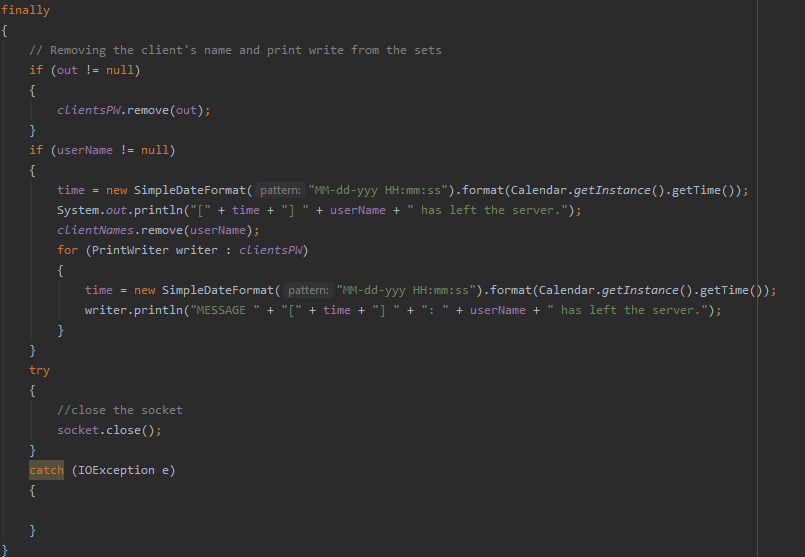 finally
{
// Removing the client's name and print write from the sets
if (out != null)
{
clientsPW.remove(out);
}
if (userName != null)
{
time = new SimpleDateFormat( pattern: "MM-dd-yyy HH:mm:ss").format(Calendar.getInstance().getTime());
System.out.println("[" + time + "] " + userName + " has left the server.");
clientNames.remove(userName);
for (PrintWriter writer : clientsPW)
{
time = new SimpleDateFormat( pattern: "MM-dd-yyy HH:mm:ss").format(Calendar.getInstance().getTime());
writer.println("MESSAGE " + "[" + time + "] " + ": " + userName + " has left the server.");
}
}
try
{
//close the socket
socket.close();
}
catch (IOException e)
{
}
}